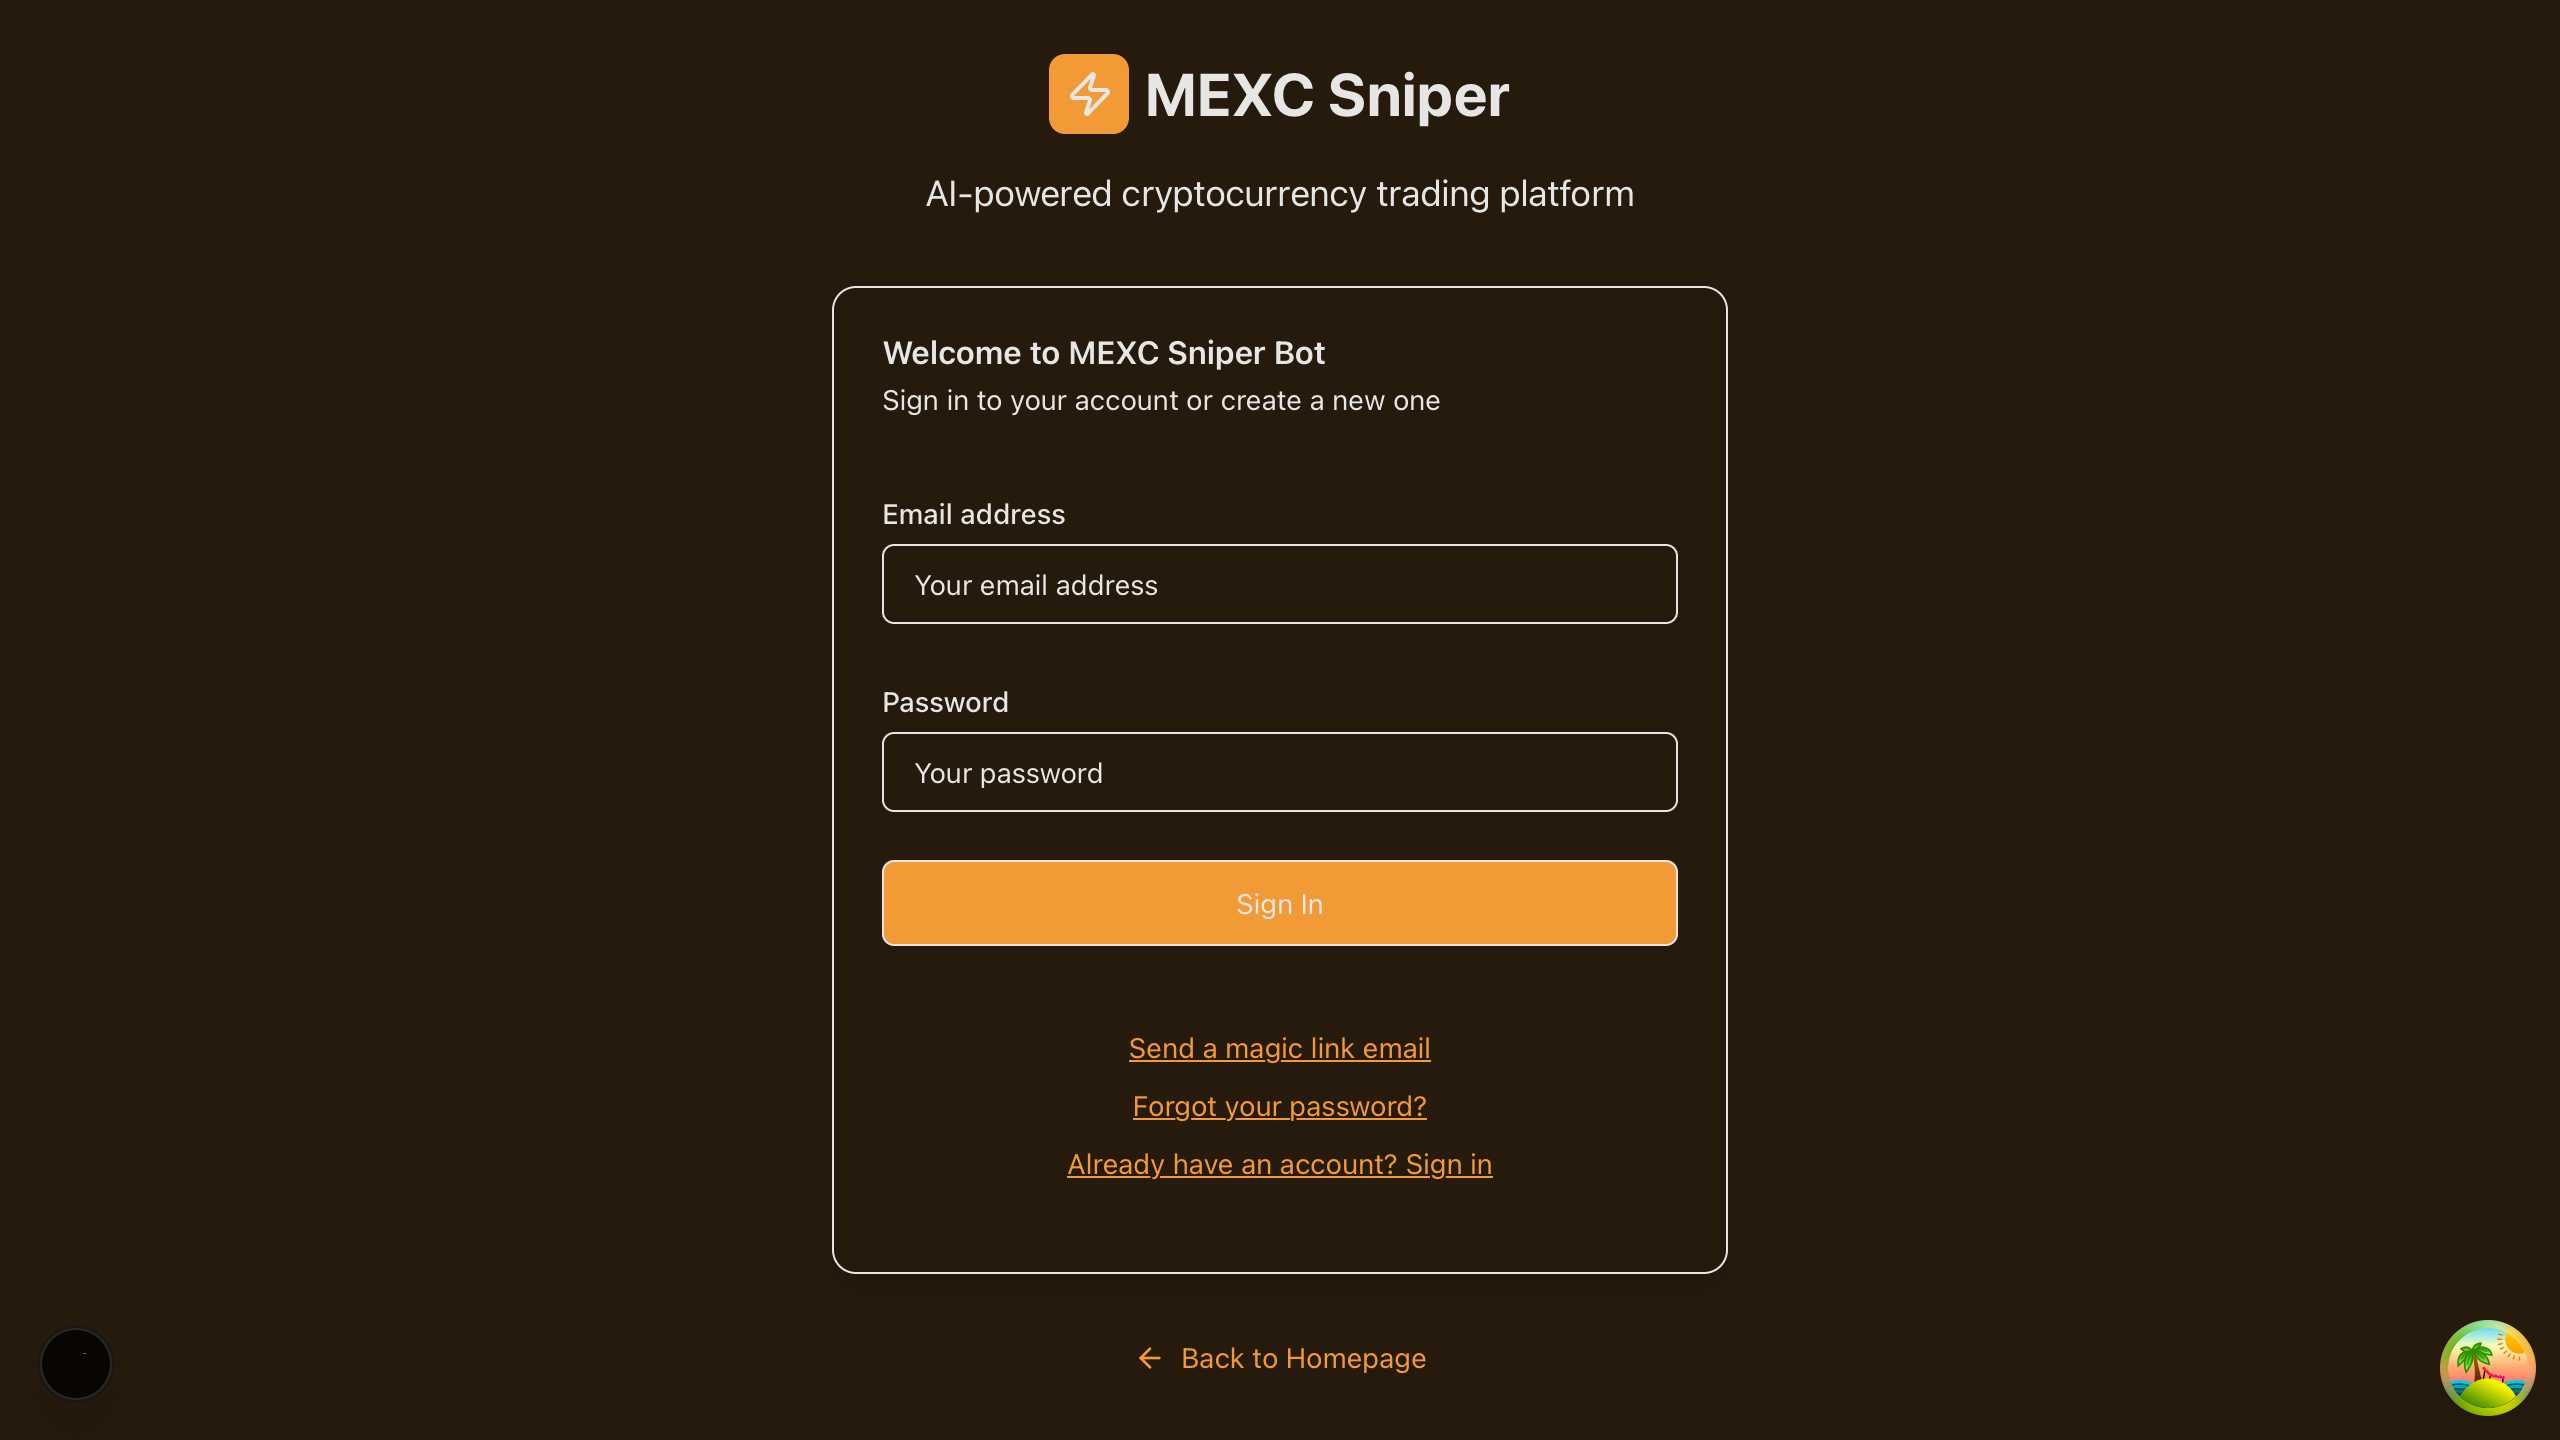 MEXC Sniper
AI-powered cryptocurrency trading platform
Welcome to MEXC Sniper Bot
Sign in to your account or create a new one
Email address
Your email address
Password
Your password
Sign In
Send a magic link email
Forgot your password?
Already have an account? Sign in
Back to Homepage